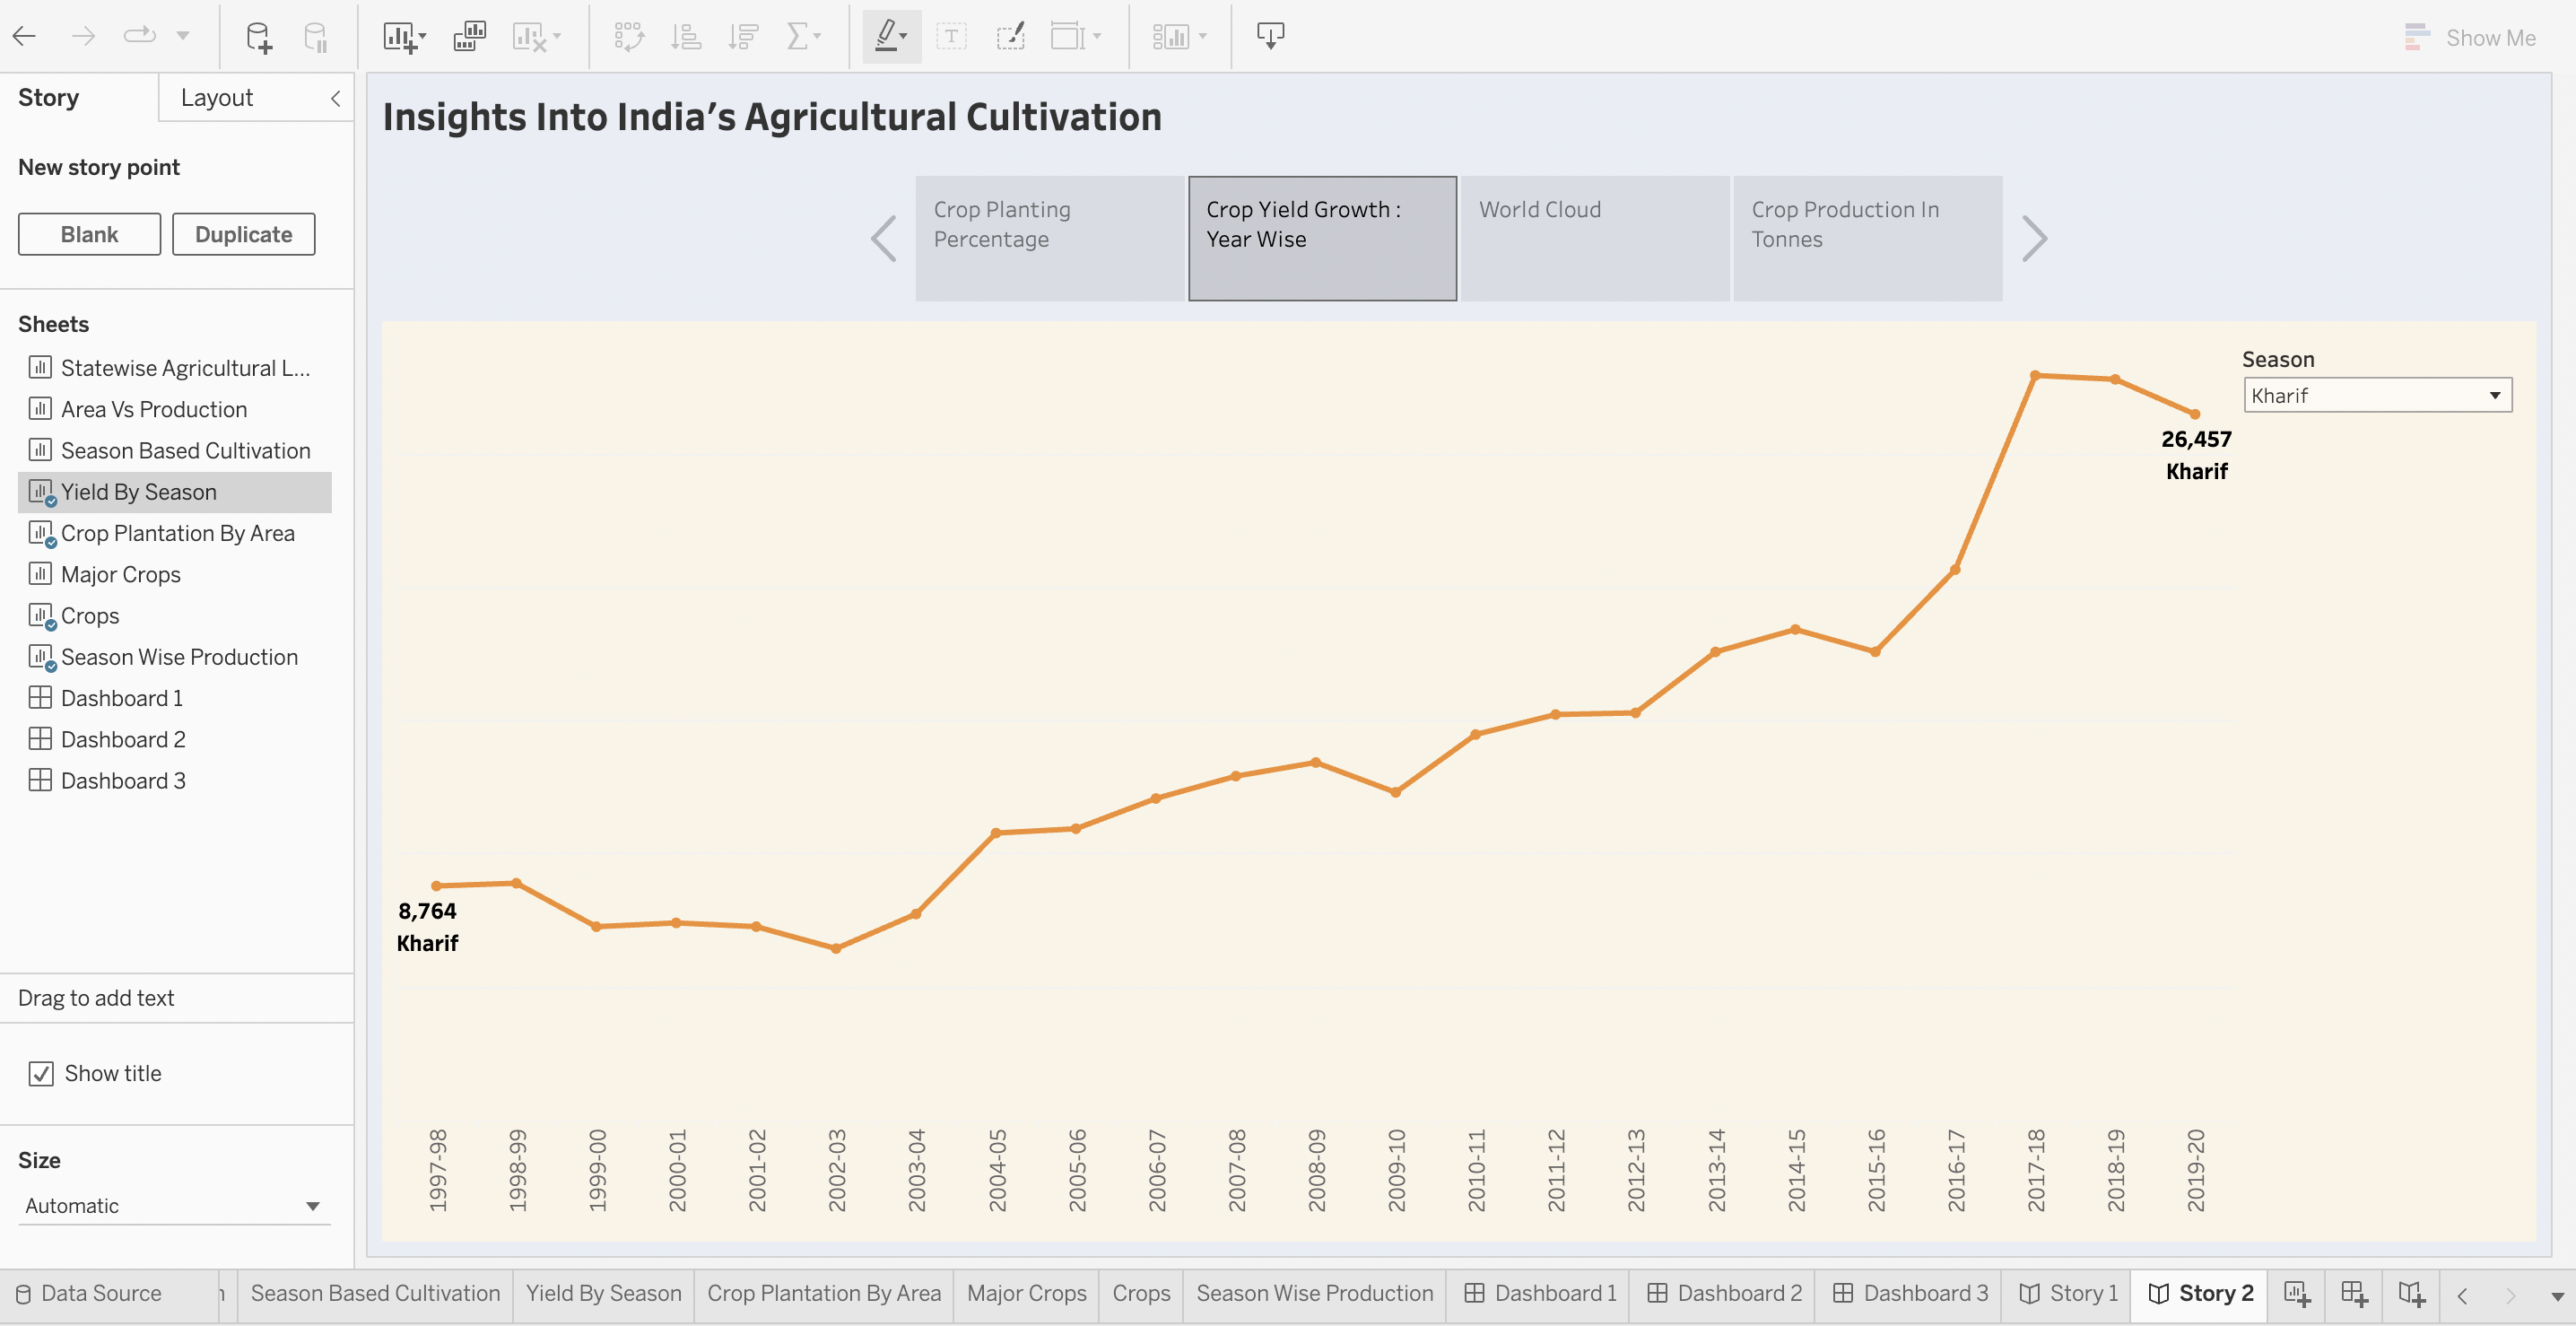 Show Me
Story
Layout
New story point
Blank
Duplicate
Sheets
Statewise Agricultural L...
Area Vs Production
Season Based Cultivation
Yield By Season
Crop Plantation By Area
Major Crops
Crops
Season Wise Production
Dashboard 1
Dashboard 2
Dashboard 3
Drag to add text
Show title
Size
Automatic
Insights Into India’s Agricultural Cultivation
Crop Planting
Percentage
Crop Yield Growth :
Year Wise
World Cloud
Crop Production In
Tonnes
Season
Kharif
26,457
Kharif
8,764
Kharif
1997-98
1998-99
1999-00
2000-01
2001-02
2002-03
2003-04
2004-05
2005-06
2006-07
2007-08
2008-09
2009-10
2010-11
2011-12
2012-13
2013-14
2014-15
2015-16
2016-17
2017-18
2018-19
2019-20
Data Source
Season Based Cultivation
Yield By Season
Crop Plantation By Area
Major Crops
Crops
Season Wise Production
Dashboard 1
Dashboard 2
Dashboard 3
Story 1
Story 2